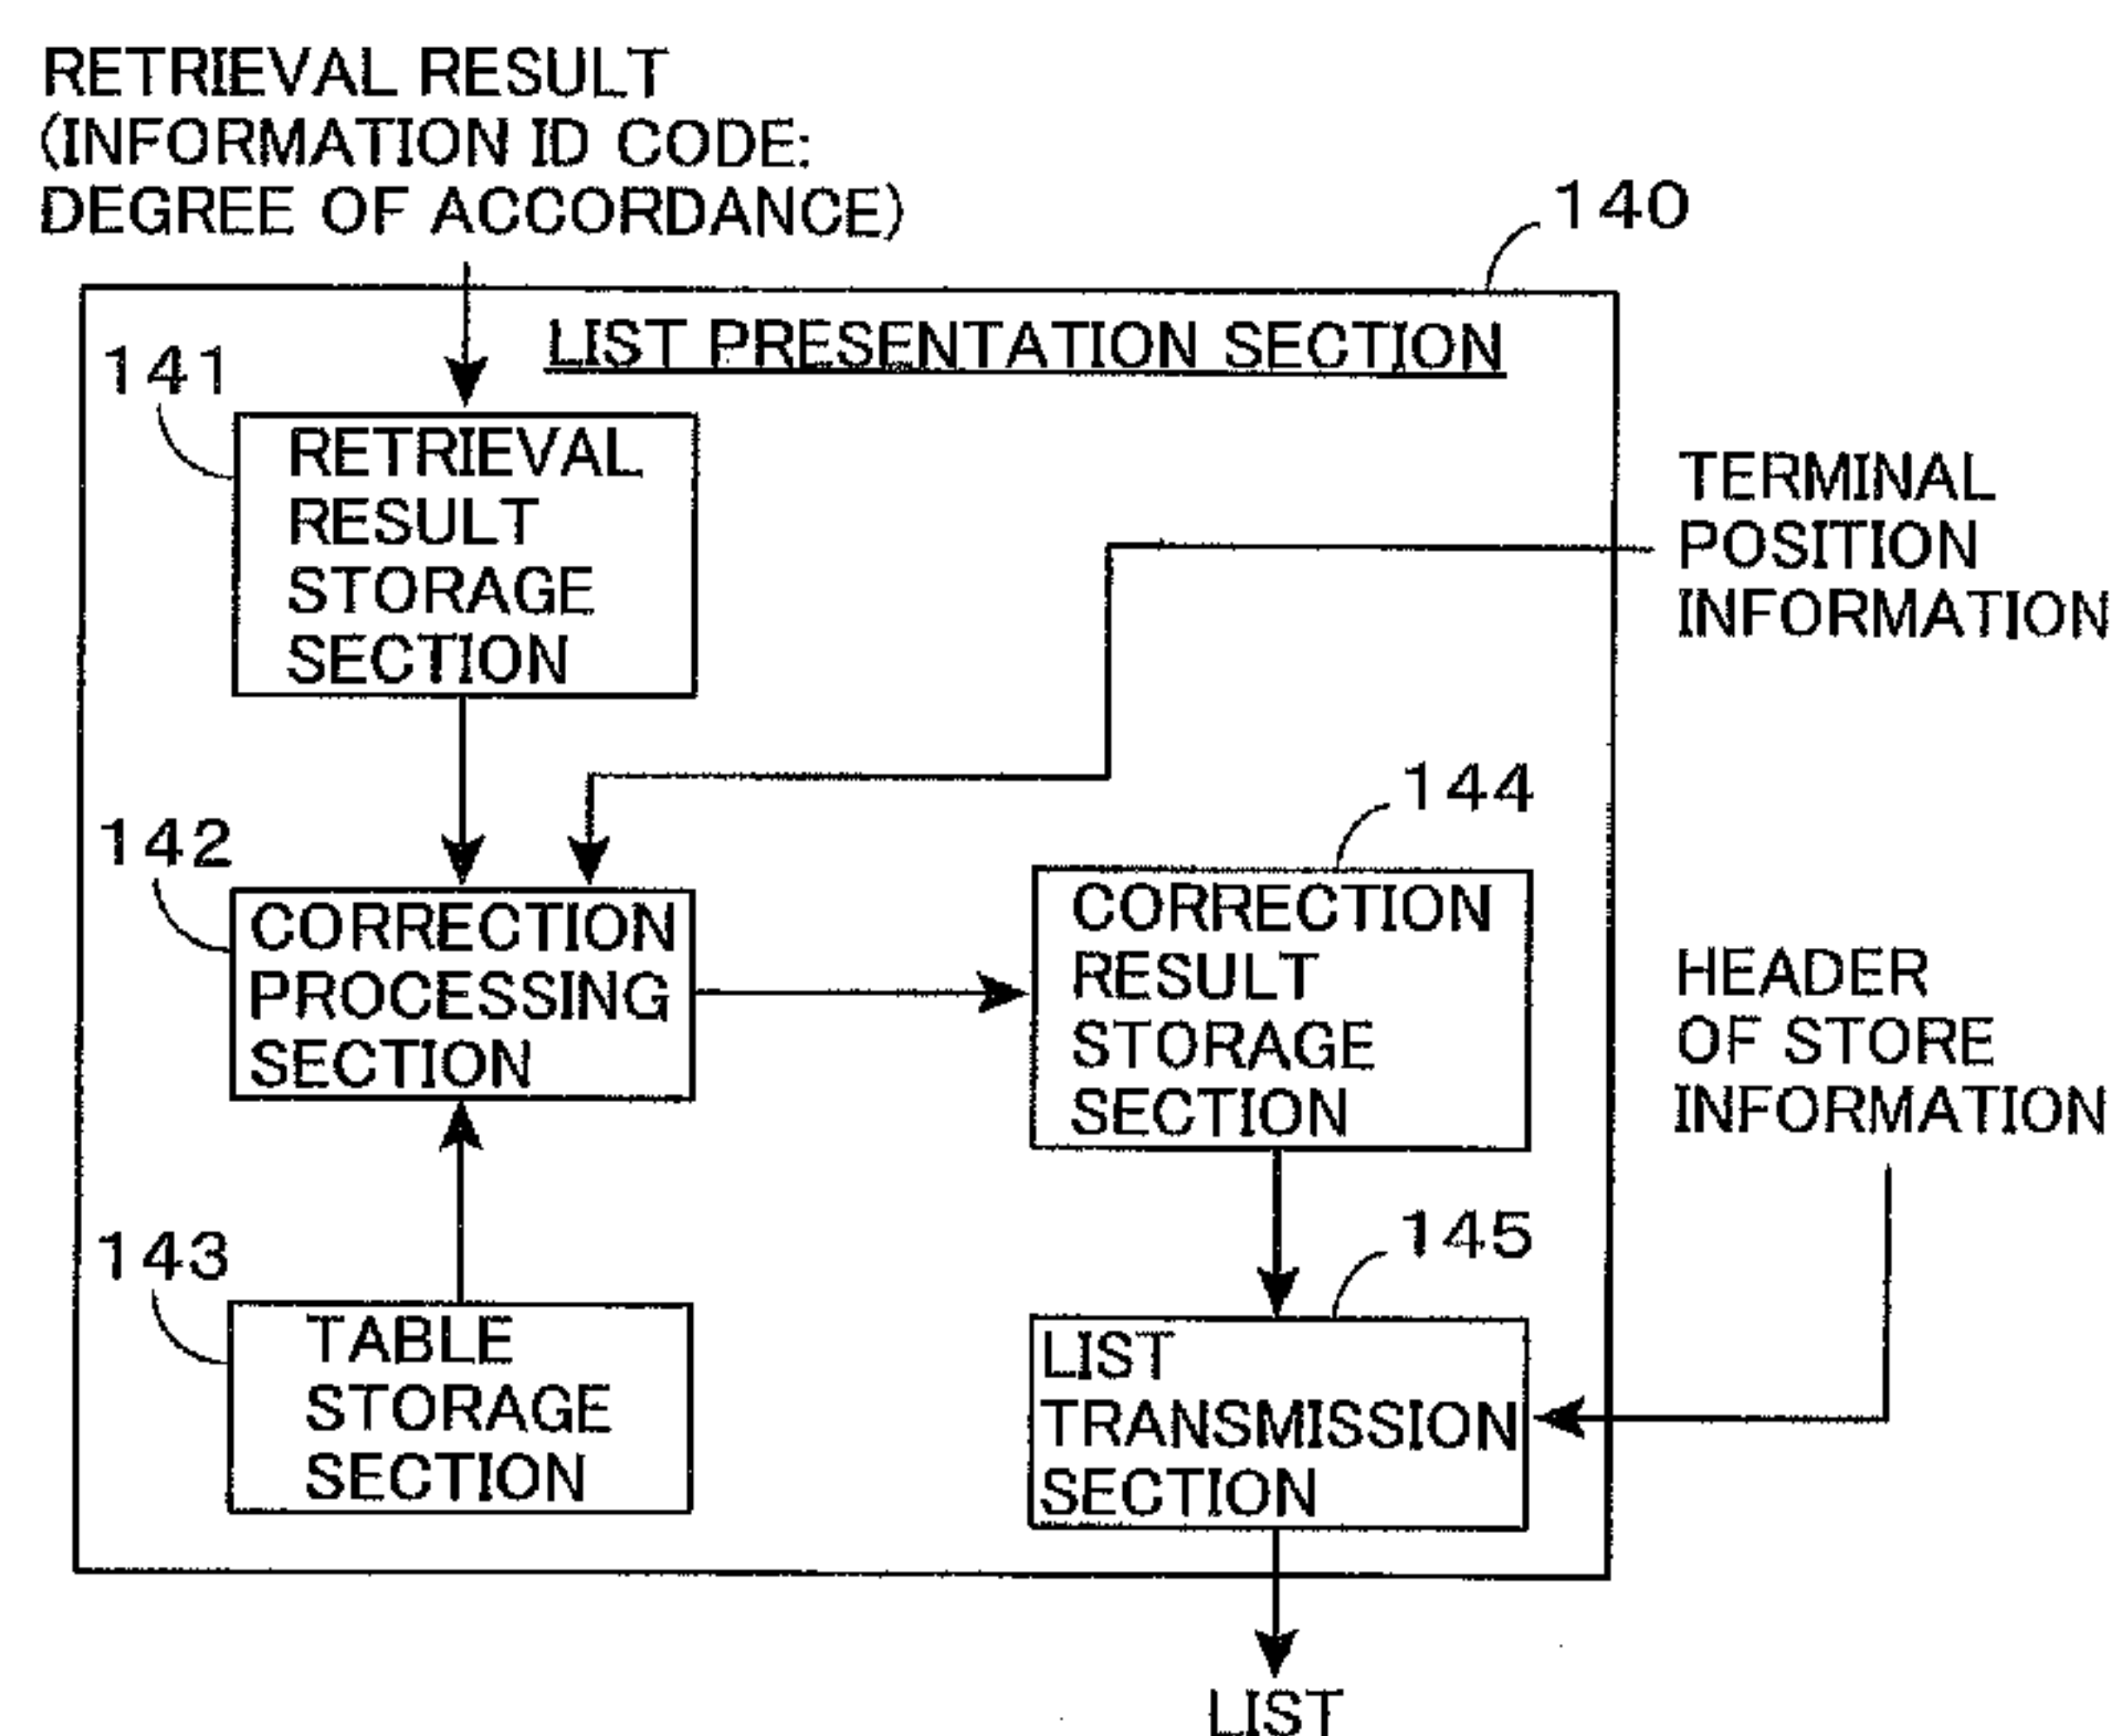 RETRIEVAL RESULT
(INFORMATION ID CODE:
DEGREE OF ACCORDANCE)
140
LIST PRESENTATION SECTION
141
RETRIEVAL
RESULT
STORAGE
SECTION
TERMINAL
POSITION
INFORMATION
142
CORRECTION
PROCESSING
SECTION
144
CORRECTION
RESULT
STORAGE
SECTION
HEADER
OF STORE
INFORMATION
143
TABLE
STORAGE
SECTION
145
LIST
TRANSMISSION
SECTION
LIST